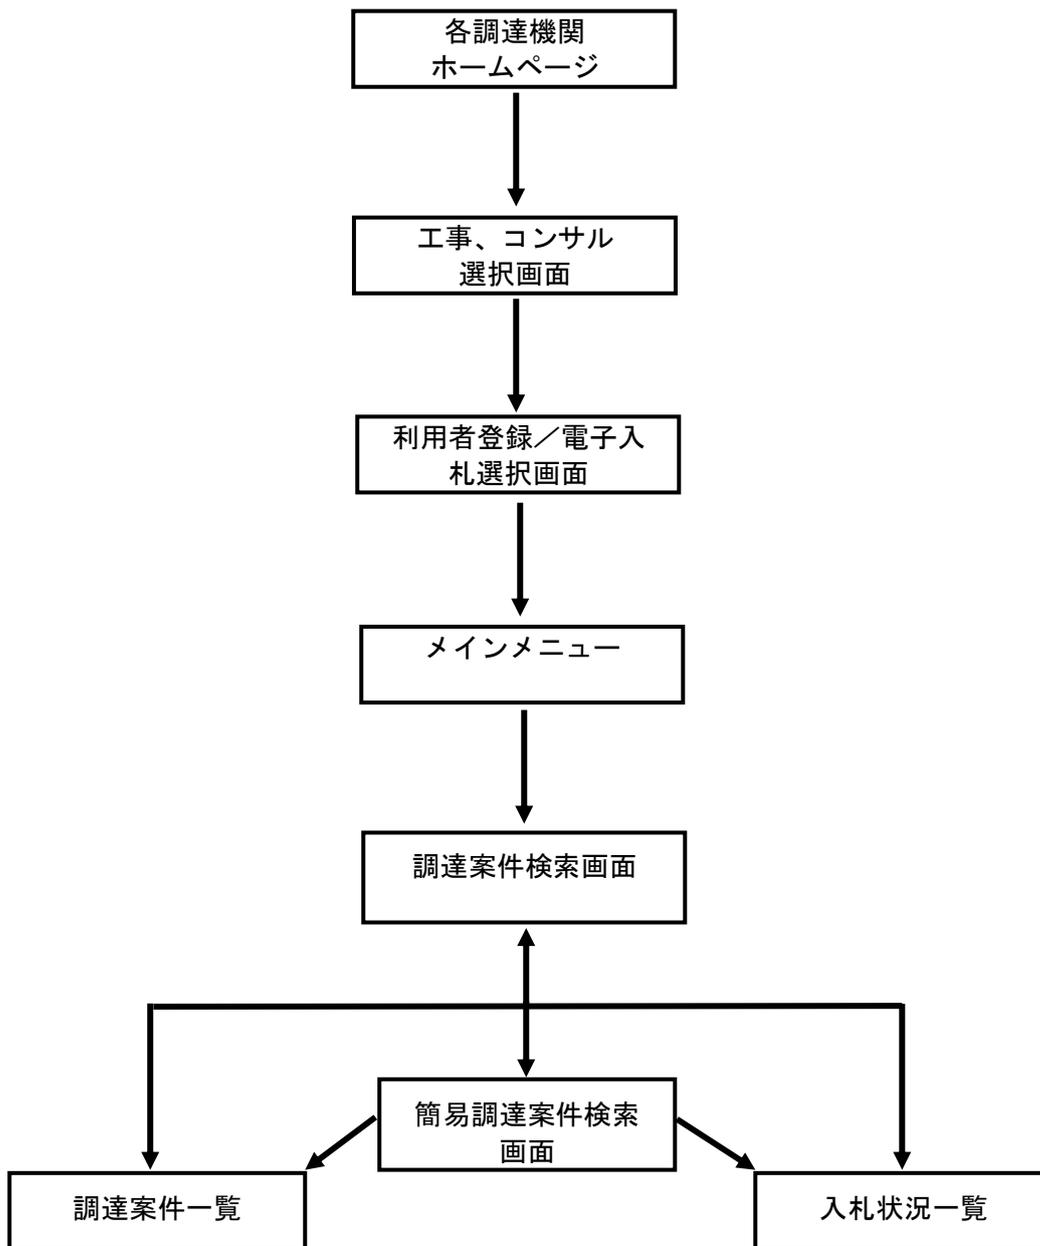 各調達機関
ホームページ
工事、コンサル
選択画面
利用者登録／電子入
札選択画面
メインメニュー
調達案件検索画面
簡易調達案件検索
画面
調達案件一覧
入札状況一覧